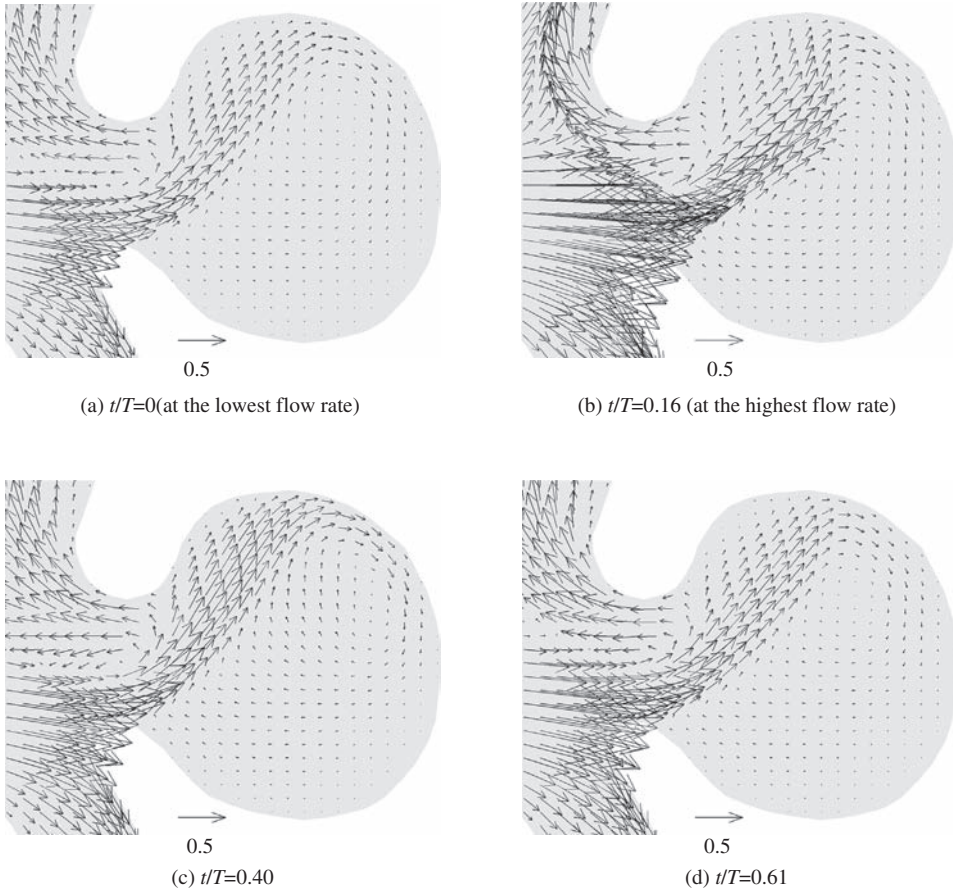 0.5
0.5
(a) t/T=0(at the lowest flow rate)
(b) t/T=0.16 (at the highest flow rate)
0.5
0.5
(c) t/T=0.40
(d) t/T=0.61